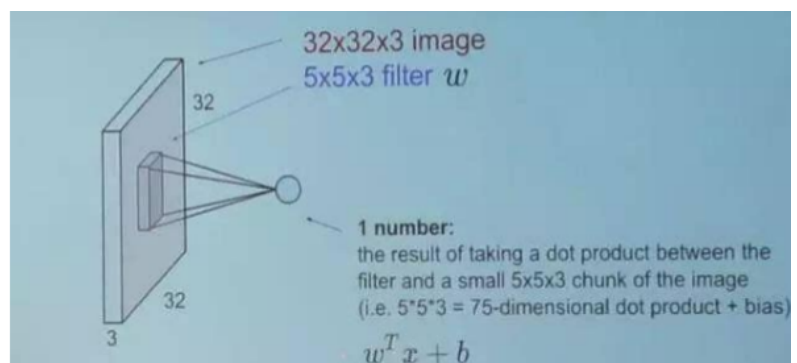 32x32x3 image
5x5x3 filter w
32
1 number:
the result of taking a dot product between the
filter and a small 5x5x3 chunk of the image
(i.e. 5*5*3 = 75-dimensional dot product + bias)
32
3
w^T x + b